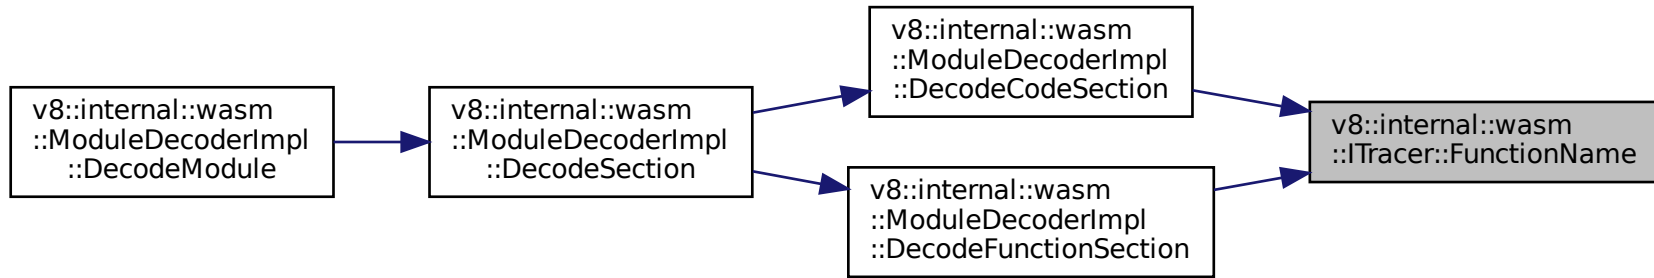 v8::internal::wasm
::ModuleDecoderImpl
::DecodeModule
v8::internal::wasm
::ModuleDecoderImpl
::DecodeSection
v8::internal::wasm
::ModuleDecoderImpl
::DecodeCodeSection
v8::internal::wasm
::ModuleDecoderImpl
::DecodeFunctionSection
v8::internal::wasm
::ITracer::FunctionName